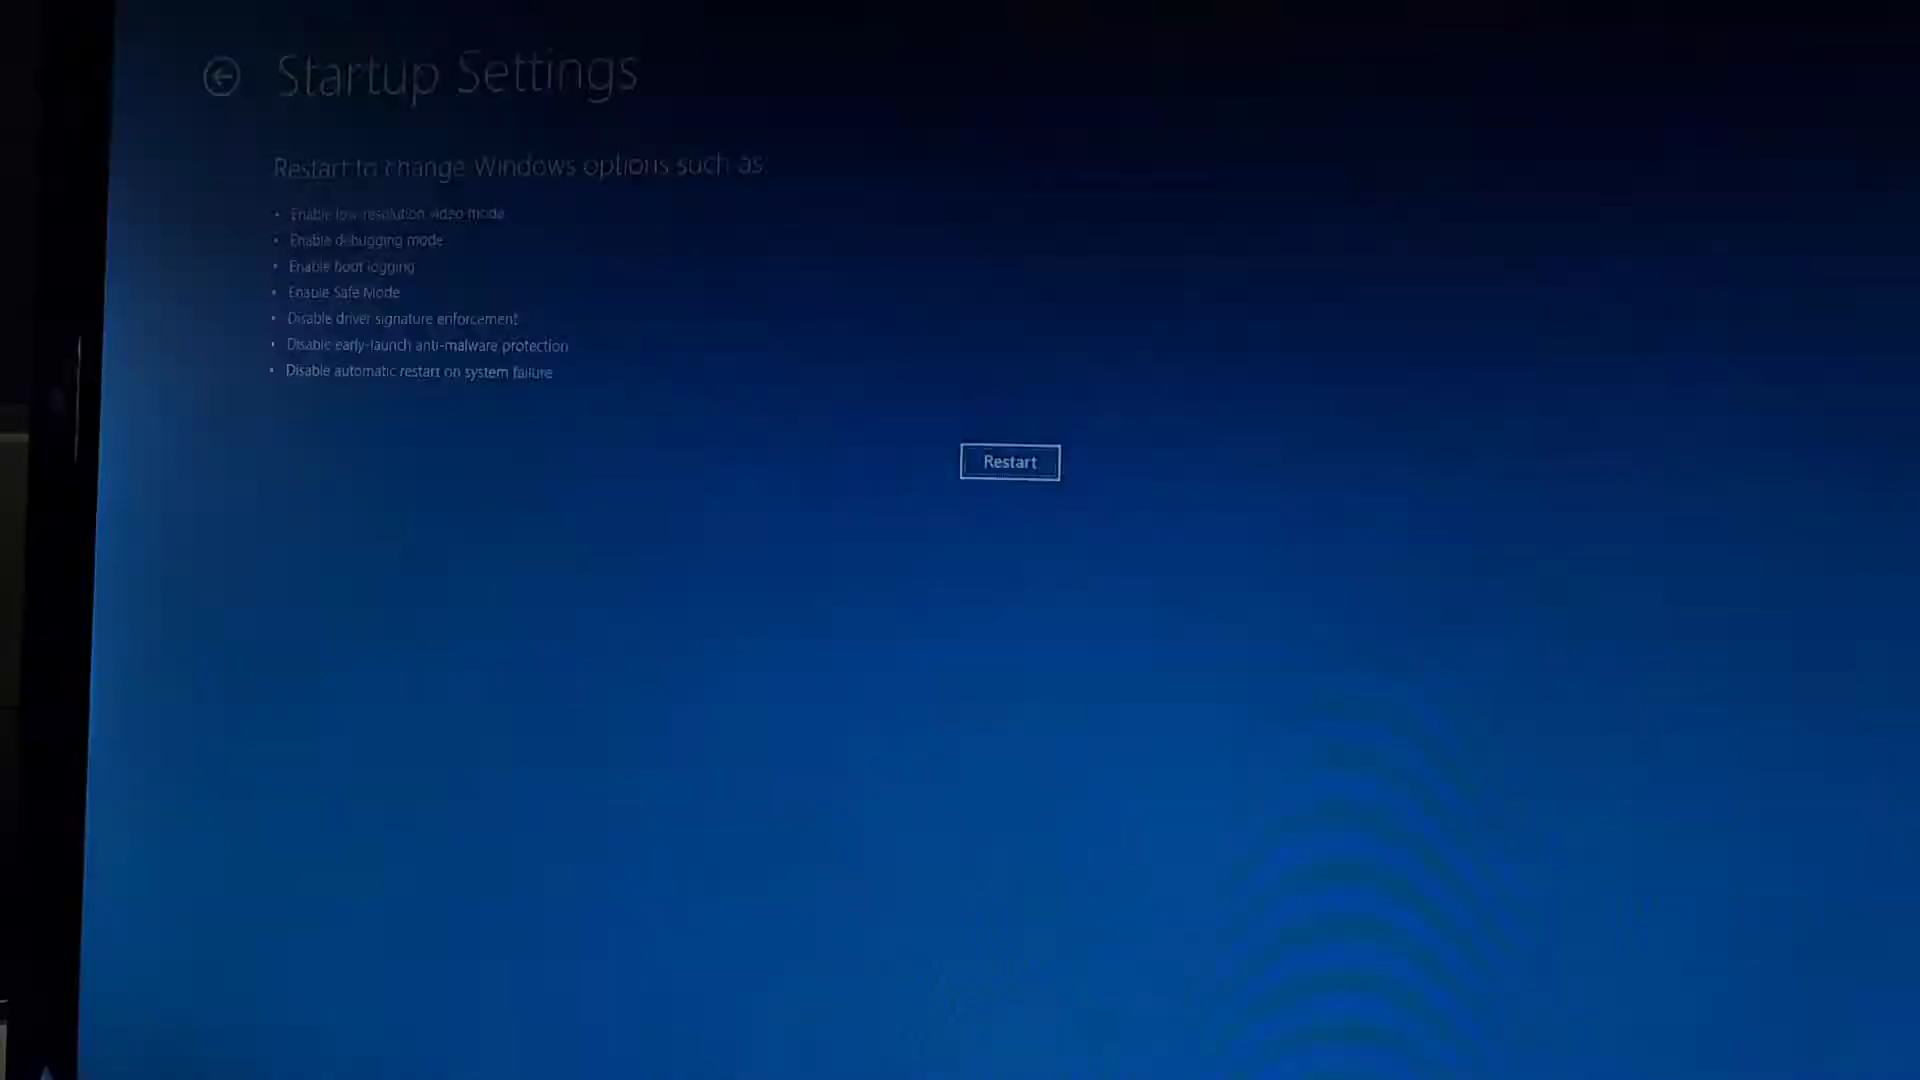 Startup Settings
Restart to change Windows options such as
• Enable low-resolution video mode
• Enable debugging mode
• Enable boot logging
• Enable Safe Mode
• Disable driver signature enforcement
• Disable early-launch anti-malware protection
• Disable automatic restart on system failure
Restart